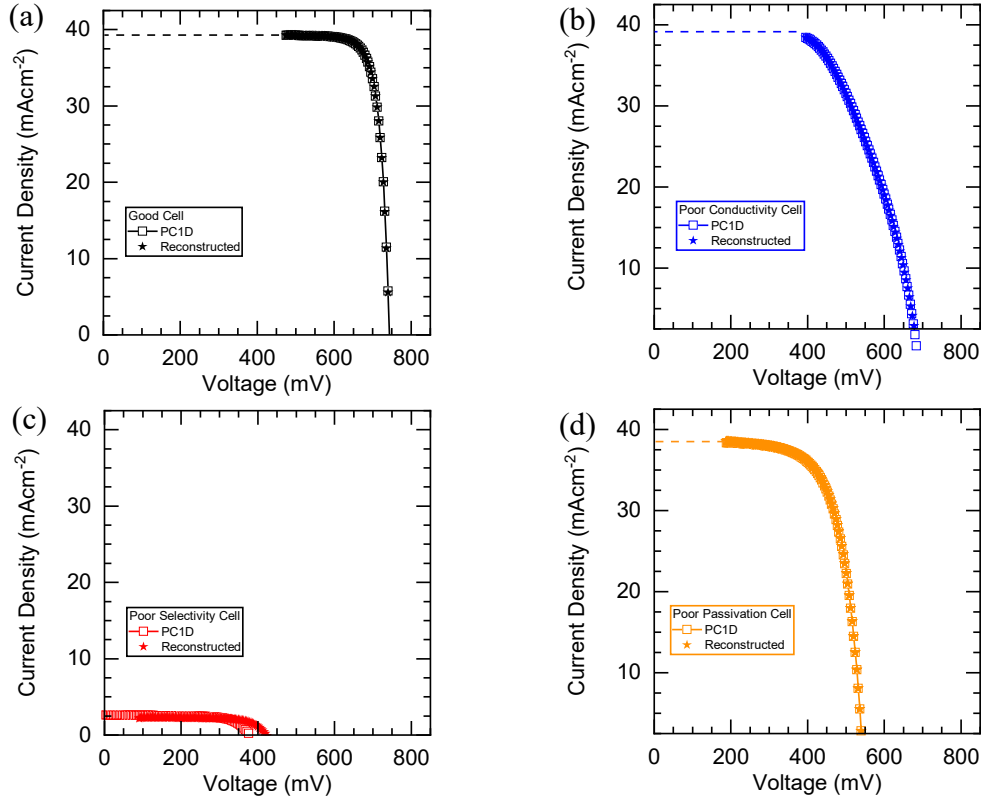 (a)
40
30
20
10
0
Current Density (mAcm-2)
Good Cell
PC1D
Reconstructed
0 200 400 600 800
Voltage (mV)
(b)
40
30
20
10
Current Density (mAcm-2)
Poor Conductivity Cell
PC1D
Reconstructed
0 200 400 600 800
Voltage (mV)
(c)
40
30
20
10
0
Current Density (mAcm-2)
Poor Selectivity Cell
PC1D
Reconstructed
0 200 400 600 800
Voltage (mV)
(d)
40
30
20
10
Current Density (mAcm-2)
Poor Passivation Cell
PC1D
Reconstructed
0 200 400 600 800
Voltage (mV)